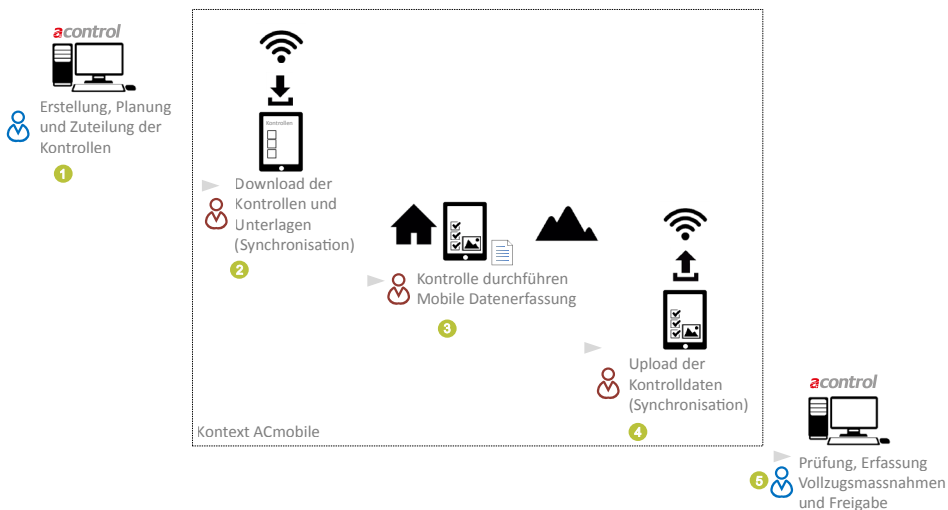 acontrol
Erstellung, Planung
und Zuteilung der
Kontrollen
1
Kontrollen
Download der
Kontrollen und
Unterlagen
(Synchronisation)
2
Kontrolle durchführen
Mobile Datenerfassung
3
Upload der
Kontrolldaten
(Synchronisation)
4
Kontext ACmobile
acontrol
Prüfung, Erfassung
Vollzugsmassnahmen
und Freigabe
5